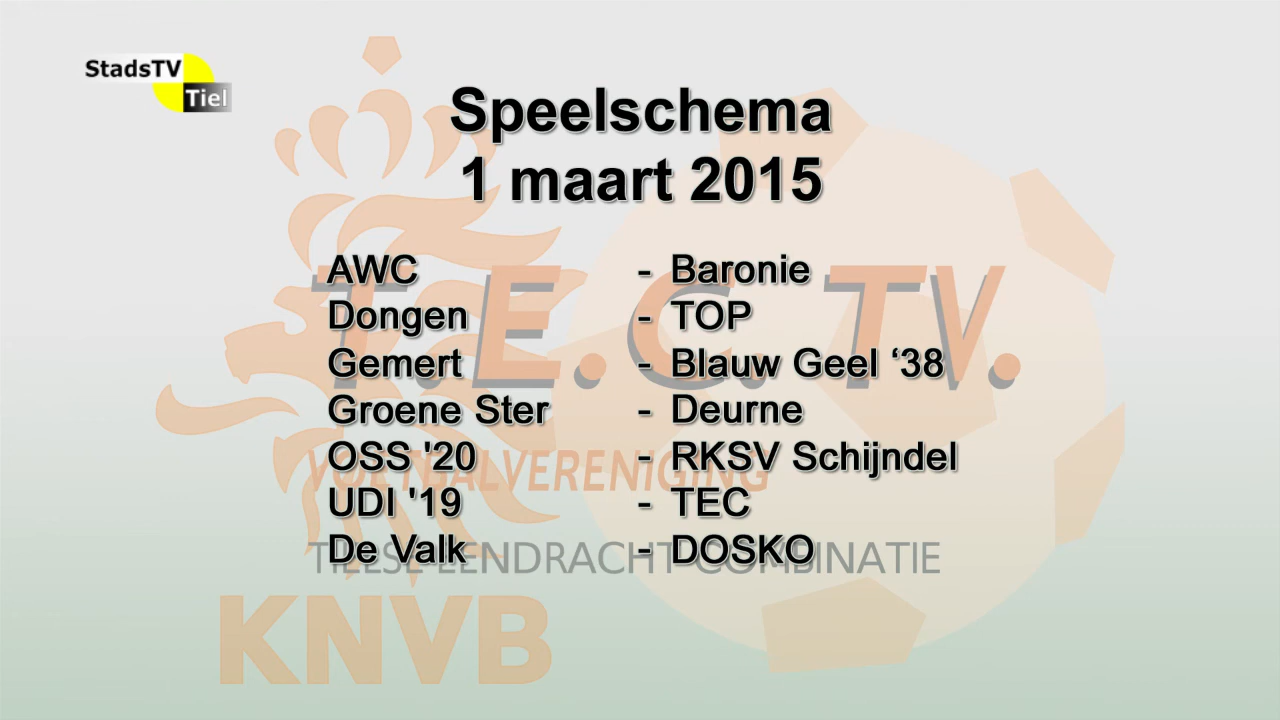 StadsTV
Tiel
Speelschema
1 maart 2015
AWC - Baronie
Dongen - TOP
Gemert - Blauw Geel ‘38
Groene Ster - Deurne
OSS '20 - RKSV Schijndel
UDI '19 - TEC
De Valk - DOSKO
T.E.C. TV.
VOETBALVERENIGING
TIELSE EENDRACHT COMBINATIE
KNVB